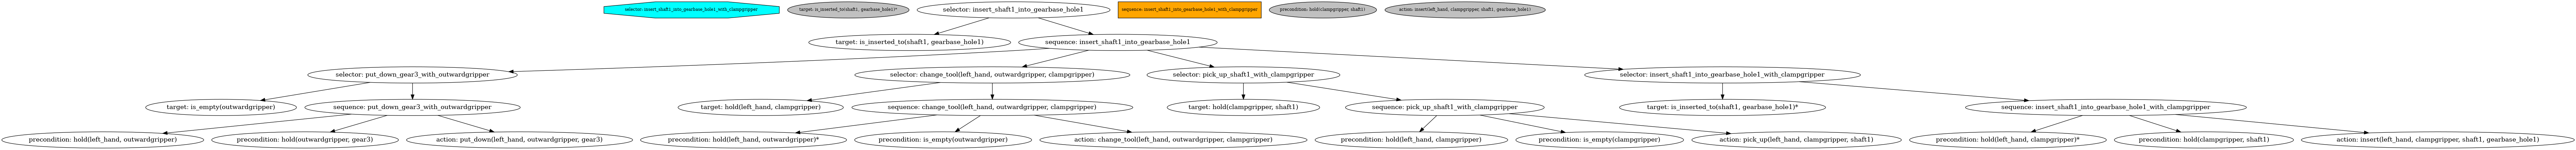 selector: insert_shaft1_into_gearbase_hole1_with_clampgripper
target: is_inserted_to(shaft1, gearbase_hole1)*
selector: insert_shaft1_into_gearbase_hole1
sequence: insert_shaft1_into_gearbase_hole1_with_clampgripper
precondition: hold(clampgripper, shaft1)
action: insert(left_hand, clampgripper, shaft1, gearbase_hole1)
target: is_inserted_to(shaft1, gearbase_hole1)
sequence: insert_shaft1_into_gearbase_hole1
selector: put_down_gear3_with_outwardgripper
selector: change_tool(left_hand, outwardgripper, clampgripper)
selector: pick_up_shaft1_with_clampgripper
selector: insert_shaft1_into_gearbase_hole1_with_clampgripper
target: is_empty(outwardgripper)
sequence: put_down_gear3_with_outwardgripper
target: hold(left_hand, clampgripper)
sequence: change_tool(left_hand, outwardgripper, clampgripper)
target: hold(clampgripper, shaft1)
sequence: pick_up_shaft1_with_clampgripper
target: is_inserted_to(shaft1, gearbase_hole1)*
sequence: insert_shaft1_into_gearbase_hole1_with_clampgripper
precondition: hold(left_hand, outwardgripper)
precondition: hold(outwardgripper, gear3)
action: put_down(left_hand, outwardgripper, gear3)
precondition: hold(left_hand, outwardgripper)*
precondition: is_empty(outwardgripper)
action: change_tool(left_hand, outwardgripper, clampgripper)
precondition: hold(left_hand, clampgripper)
precondition: is_empty(clampgripper)
action: pick_up(left_hand, clampgripper, shaft1)
precondition: hold(left_hand, clampgripper)*
precondition: hold(clampgripper, shaft1)
action: insert(left_hand, clampgripper, shaft1, gearbase_hole1)